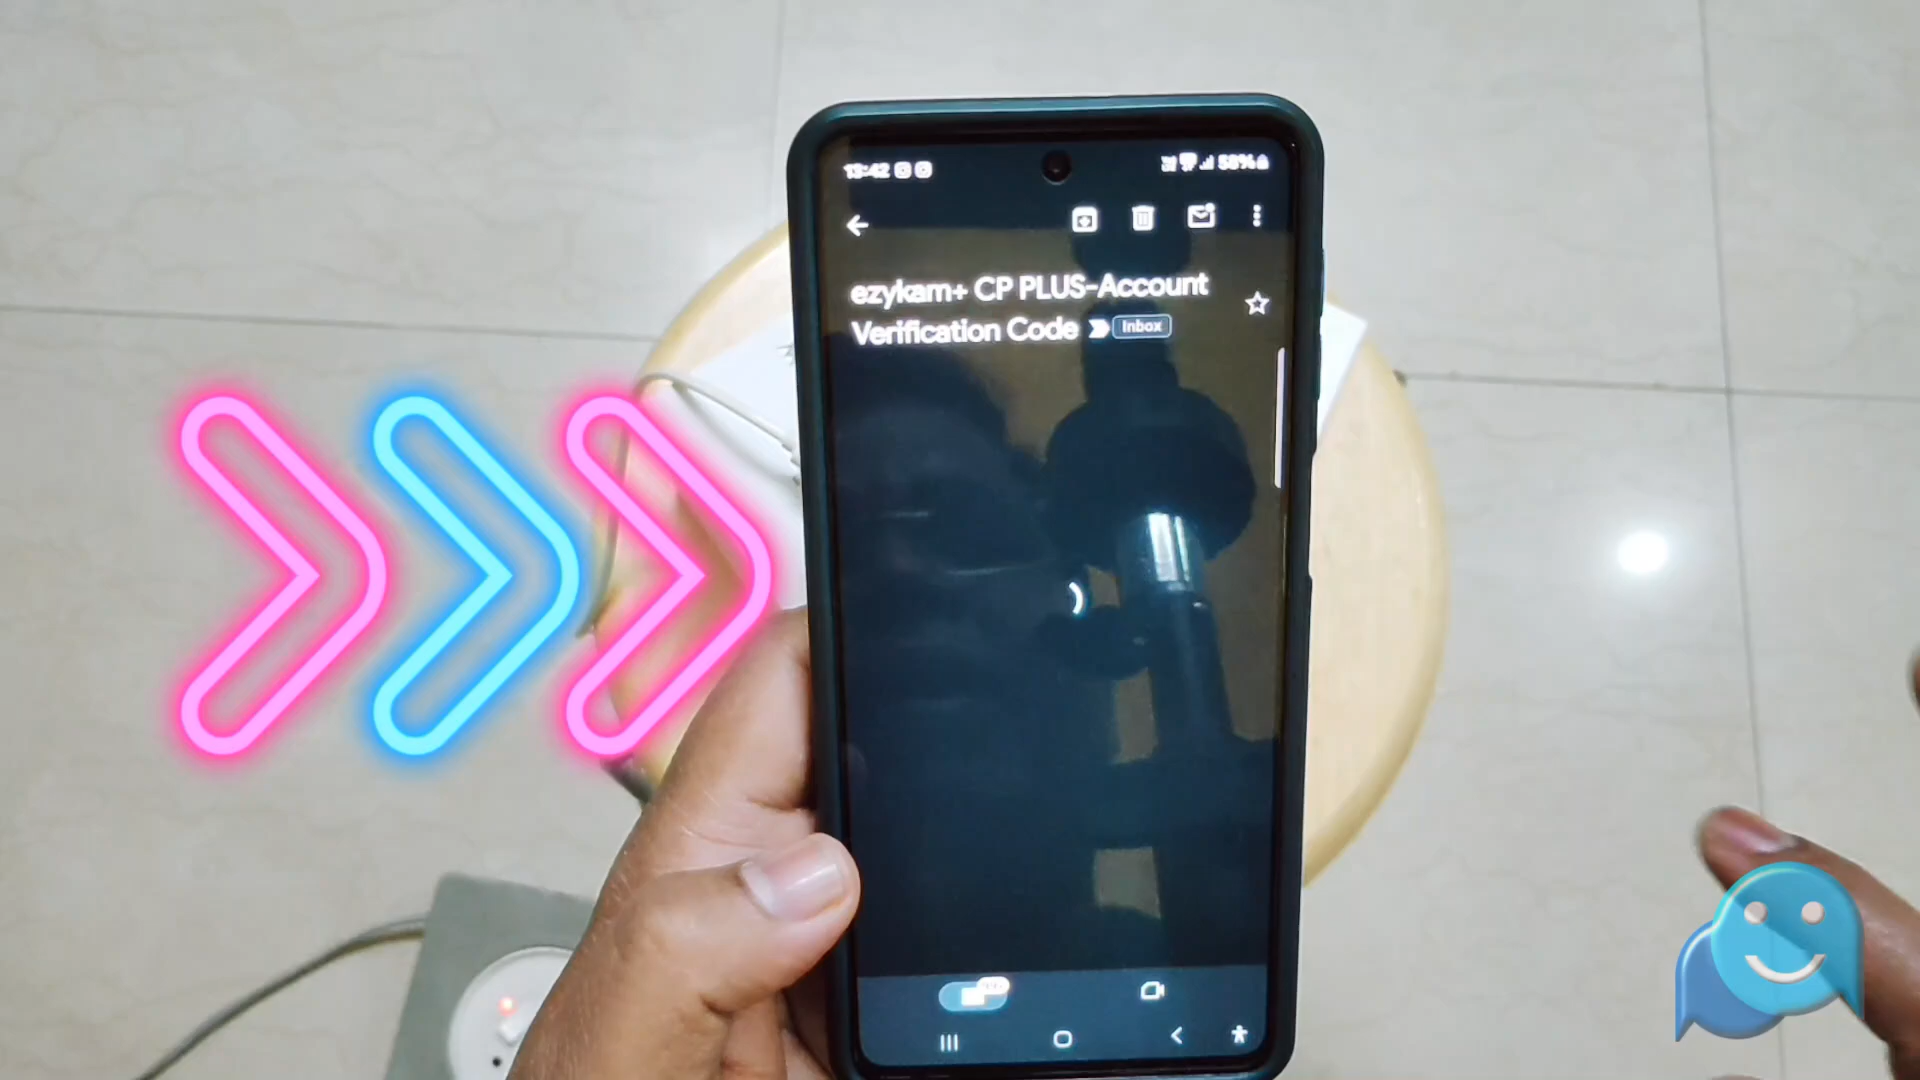 13:42
58%
ezykam+ CP PLUS-Account
Verification Code
Inbox